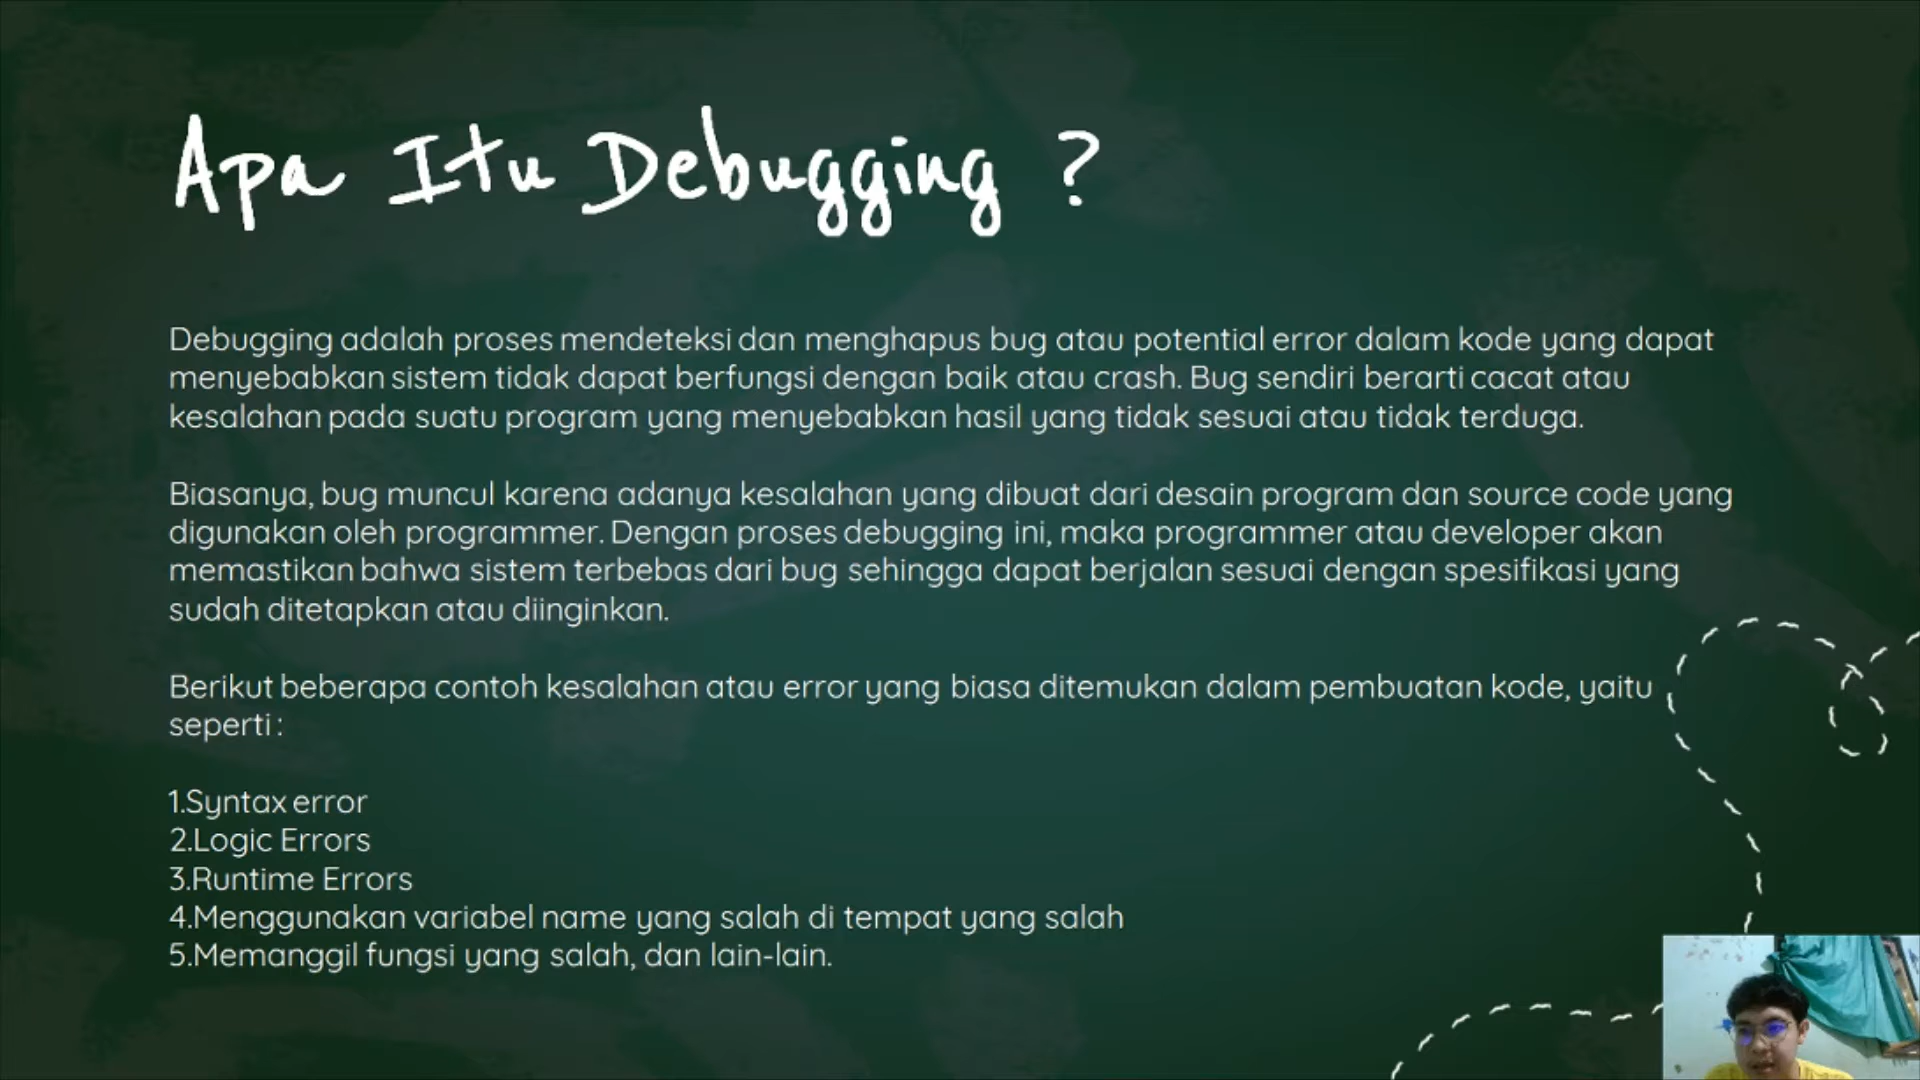 Apa Itu Debugging ?
Debugging adalah proses mendeteksi dan menghapus bug atau potential error dalam kode yang dapat
menyebabkan sistem tidak dapat berfungsi dengan baik atau crash. Bug sendiri berarti cacat atau
kesalahan pada suatu program yang menyebabkan hasil yang tidak sesuai atau tidak terduga.
Biasanya, bug muncul karena adanya kesalahan yang dibuat dari desain program dan source code yang
digunakan oleh programmer. Dengan proses debugging ini, maka programmer atau developer akan
memastikan bahwa sistem terbebas dari bug sehingga dapat berjalan sesuai dengan spesifikasi yang
sudah ditetapkan atau diinginkan.
Berikut beberapa contoh kesalahan atau error yang biasa ditemukan dalam pembuatan kode, yaitu
seperti :
1.Syntax error
2.Logic Errors
3.Runtime Errors
4.Menggunakan variabel name yang salah di tempat yang salah
5.Memanggil fungsi yang salah, dan lain-lain.